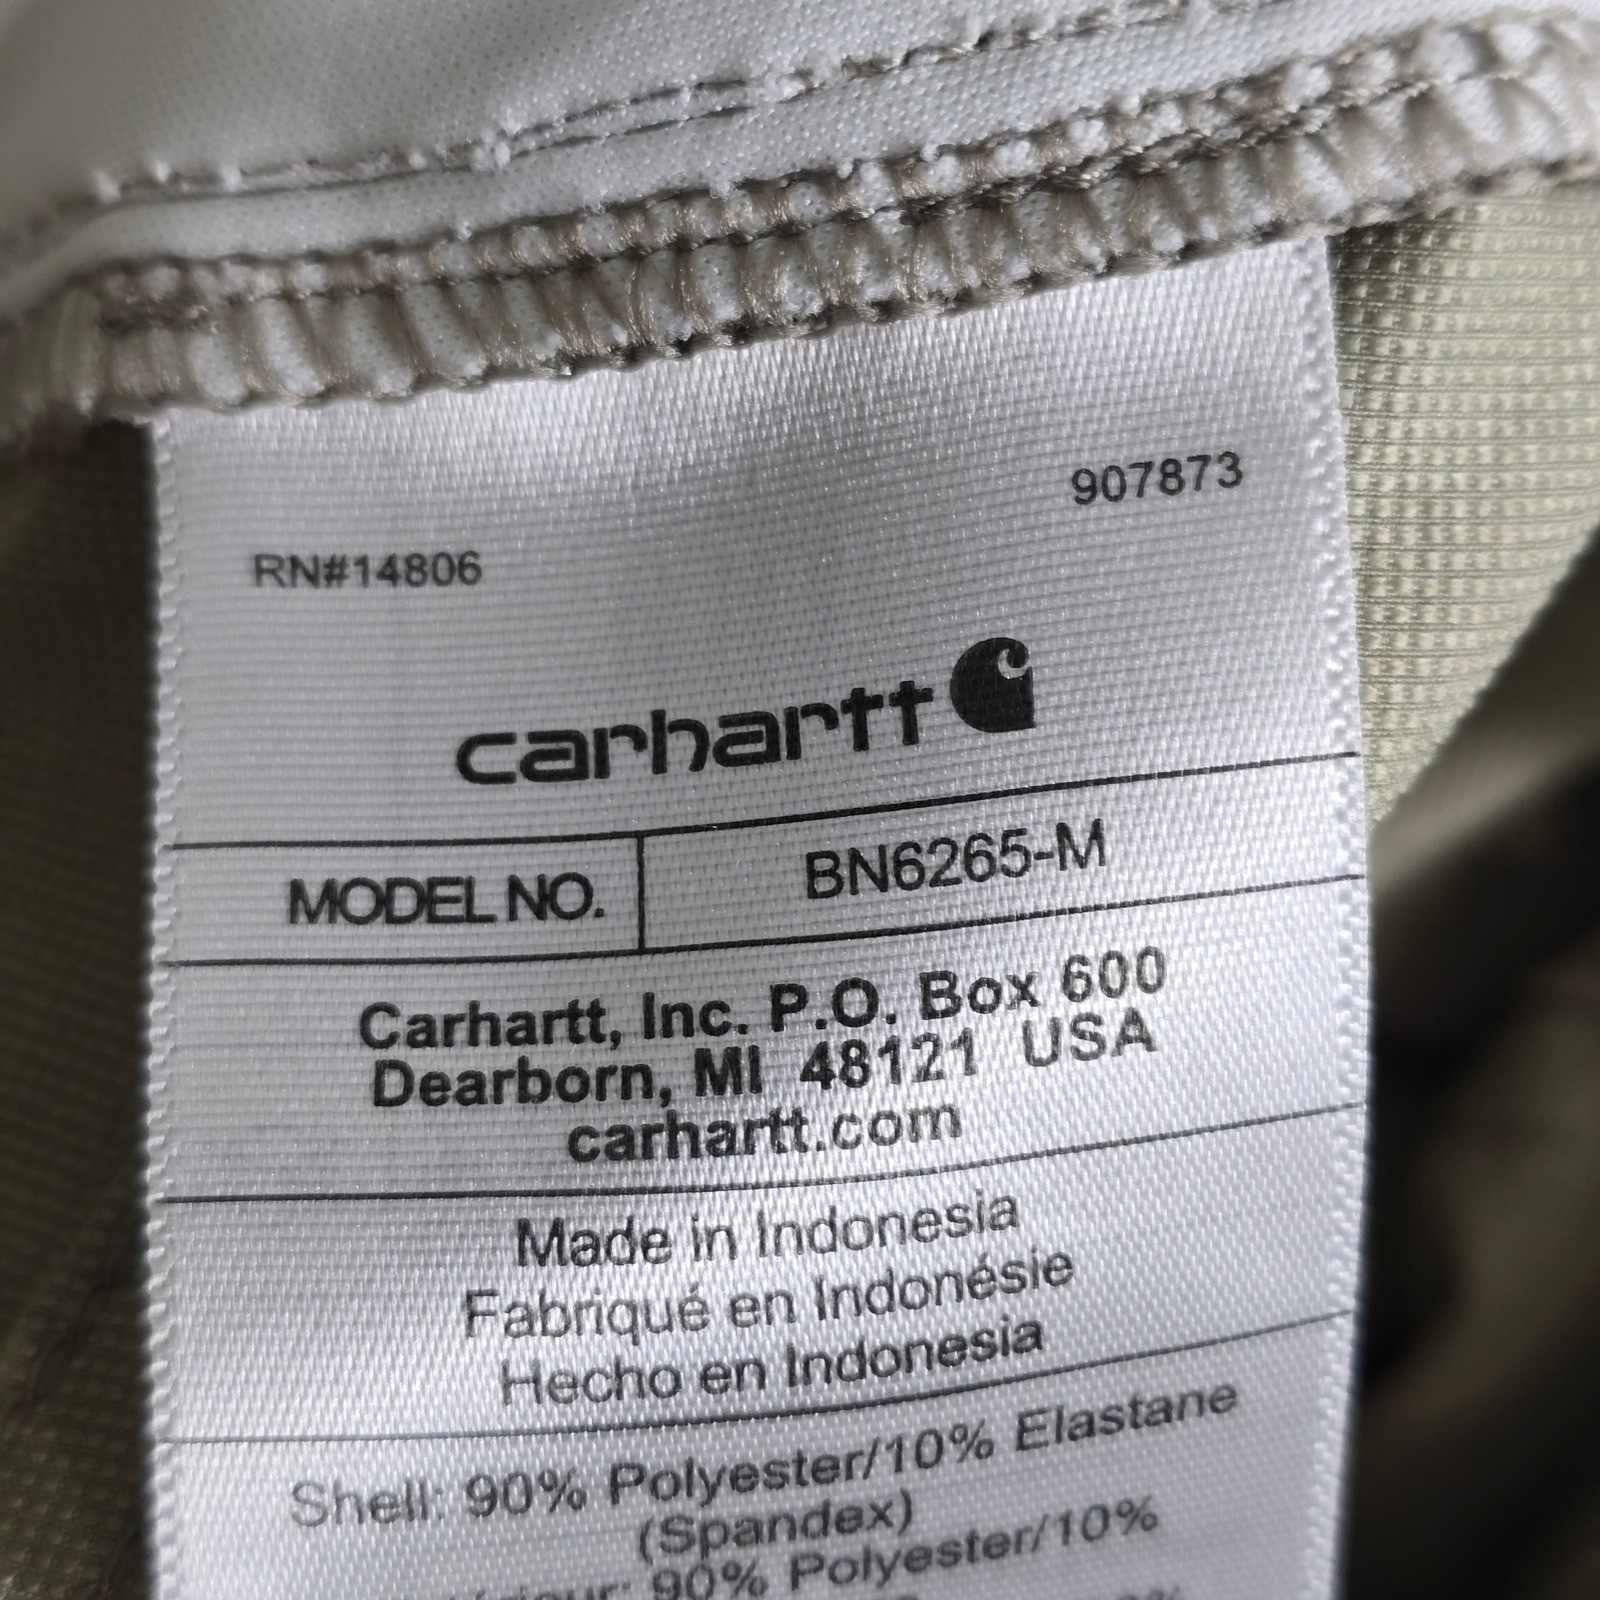 907873
RN#14806
carhartt
MODEL NO. BN6265-M
Carhartt, Inc. P.O. Box 600
Dearborn, MI 48121 USA
carhartt.com
Made in Indonesia
Fabriqué en Indonésie
Hecho en Indonesia
Shell: 90% Polyester/10% Elastane
(Spandex)
90% Polyester/10%